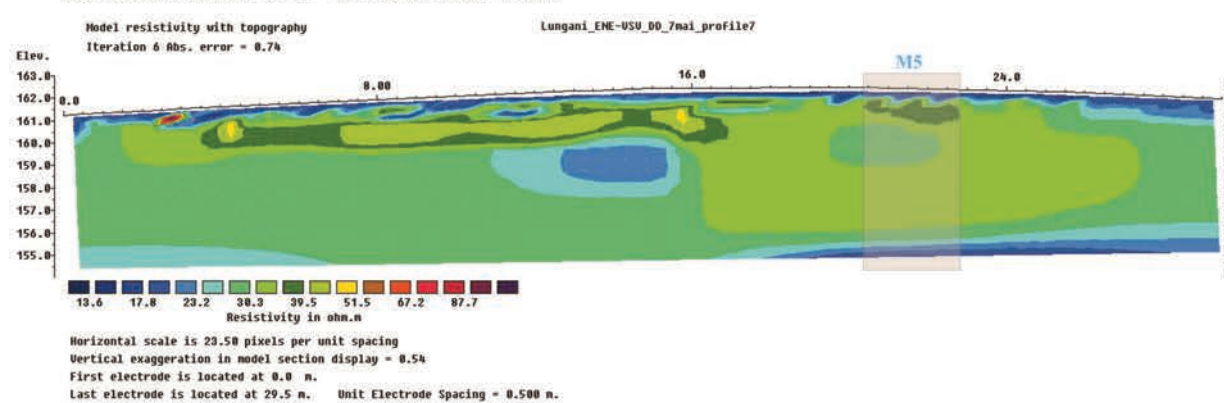 Model resistivity with topography
Lungani_ENE-VSV_DD_7mai_profile7
Iteration 6 Abs. error = 0.74
Elev.
M5
163.0
162.0
161.0
160.0
159.0
158.0
157.0
156.0
155.0
0.0 8.00 16.0 24.0
13.6 17.8 23.2 30.3 39.5 51.5 67.2 87.7
Resistivity in ohm.m
Horizontal scale is 23.50 pixels per unit spacing
Vertical exaggeration in model section display = 0.54
First electrode is located at 0.0 m.
Last electrode is located at 29.5 m. Unit Electrode Spacing = 0.500 m.